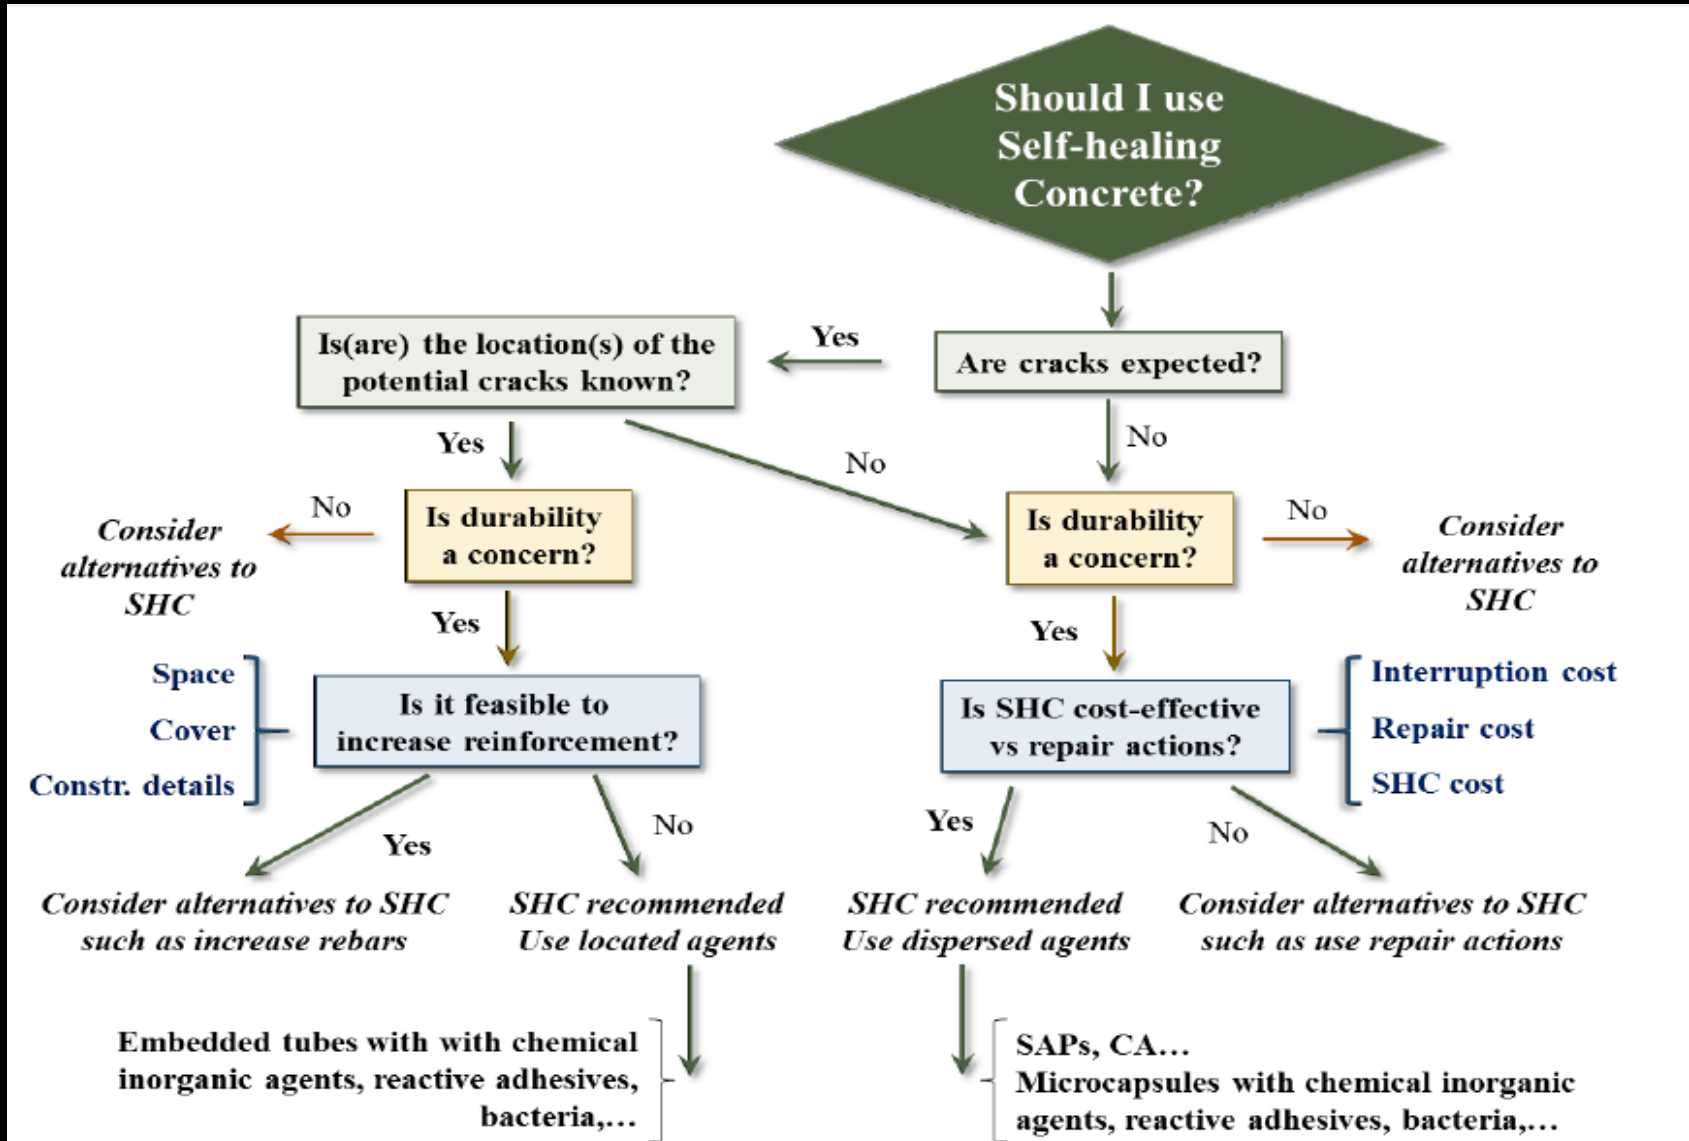 Should I use
Self-healing
Concrete?
Are cracks expected?
Yes
Is(are) the location(s) of the
potential cracks known?
No
Yes
No
Is durability
a concern?
No
Consider
alternatives to
SHC
Yes
Is durability
a concern?
No
Consider
alternatives to
SHC
Yes
Space
Cover
Constr. details
Is it feasible to
increase reinforcement?
Is SHC cost-effective
vs repair actions?
Interruption cost
Repair cost
SHC cost
Yes
No
Yes
No
Consider alternatives to SHC
such as increase rebars
SHC recommended
Use located agents
SHC recommended
Use dispersed agents
Consider alternatives to SHC
such as use repair actions
Embedded tubes with with chemical
inorganic agents, reactive adhesives,
bacteria,…
SAPs, CA…
Microcapsules with chemical inorganic
agents, reactive adhesives, bacteria,…